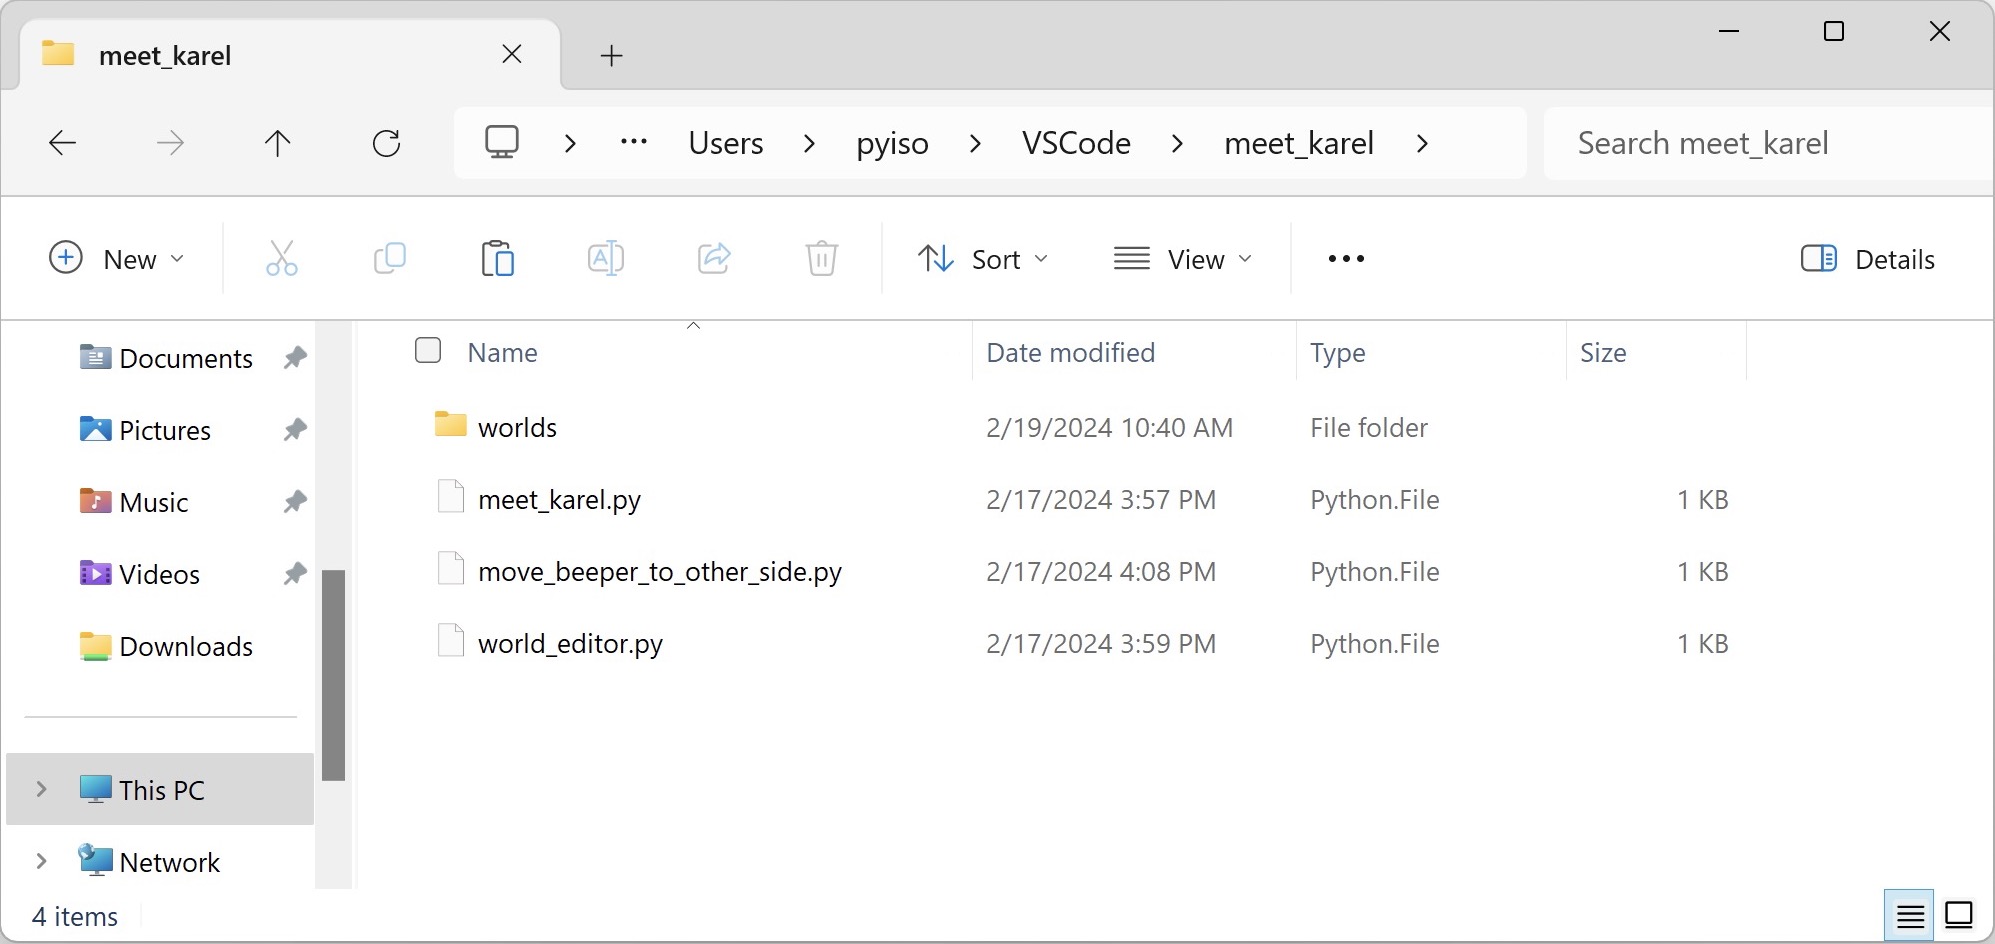 meet_karel
Users pyiso VSCode meet_karel
Search meet_karel
New Sort View Details
Documents
Pictures
Music
Videos
Downloads
This PC
Network
Name Date modified Type Size
worlds 2/19/2024 10:40 AM File folder
meet_karel.py 2/17/2024 3:57 PM Python.File 1 KB
move_beeper_to_other_side.py 2/17/2024 4:08 PM Python.File 1 KB
world_editor.py 2/17/2024 3:59 PM Python.File 1 KB
4 items